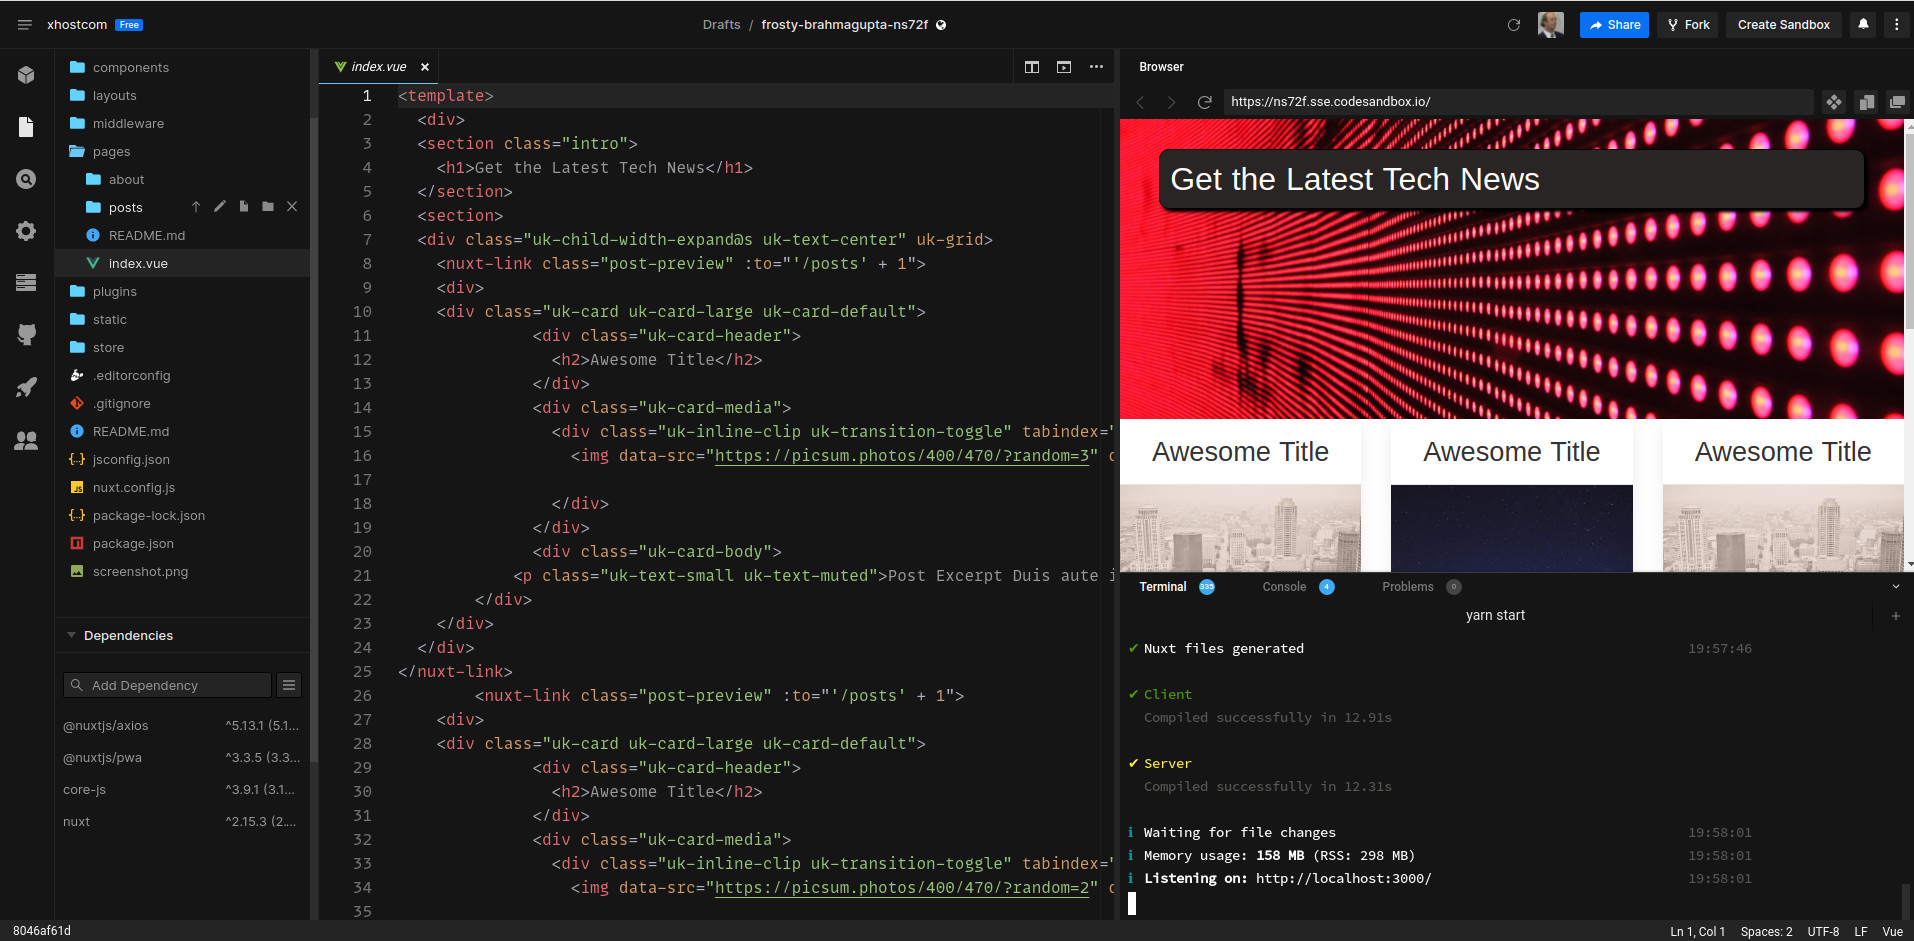 xhostcom Free
Drafts / frosty-brahmagupta-ns72f
Share
Fork
Create Sandbox
components
layouts
middleware
pages
about
posts
README.md
index.vue
plugins
static
store
.editorconfig
.gitignore
README.md
jsconfig.json
nuxt.config.js
package-lock.json
package.json
screenshot.png
Dependencies
Add Dependency
@nuxtjs/axios ^5.13.1 (5.1...
@nuxtjs/pwa ^3.3.5 (3.3...
core-js ^3.9.1 (3.1...
nuxt ^2.15.3 (2....
index.vue
1 <template>
2 <div>
3 <section class="intro">
4 <h1>Get the Latest Tech News</h1>
5 </section>
6 <section>
7 <div class="uk-child-width-expand@s uk-text-center" uk-grid>
8 <nuxt-link class="post-preview" :to="'/posts' + 1">
9 <div>
10 <div class="uk-card uk-card-large uk-card-default">
11 <div class="uk-card-header">
12 <h2>Awesome Title</h2>
13 </div>
14 <div class="uk-card-media">
15 <div class="uk-inline-clip uk-transition-toggle" tabindex="
16 <img data-src="https://picsum.photos/400/470/?random=3"
17
18 </div>
19 </div>
20 <div class="uk-card-body">
21 <p class="uk-text-small uk-text-muted">Post Excerpt Duis aute i
22 </div>
23 </div>
24 </div>
25 </nuxt-link>
26 <nuxt-link class="post-preview" :to="'/posts' + 1">
27 <div>
28 <div class="uk-card uk-card-large uk-card-default">
29 <div class="uk-card-header">
30 <h2>Awesome Title</h2>
31 </div>
32 <div class="uk-card-media">
33 <div class="uk-inline-clip uk-transition-toggle" tabindex="
34 <img data-src="https://picsum.photos/400/470/?random=2"
35
Browser
https://ns72f.sse.codesandbox.io/
Get the Latest Tech News
Awesome Title Awesome Title Awesome Title
Terminal 335 Console 4 Problems 0
yarn start
✔ Nuxt files generated 19:57:46
✔ Client
Compiled successfully in 12.91s
✔ Server
Compiled successfully in 12.31s
ℹ Waiting for file changes 19:58:01
ℹ Memory usage: 158 MB (RSS: 298 MB) 19:58:01
ℹ Listening on: http://localhost:3000/ 19:58:01
8046af61d
Ln 1, Col 1 Spaces: 2 UTF-8 LF Vue